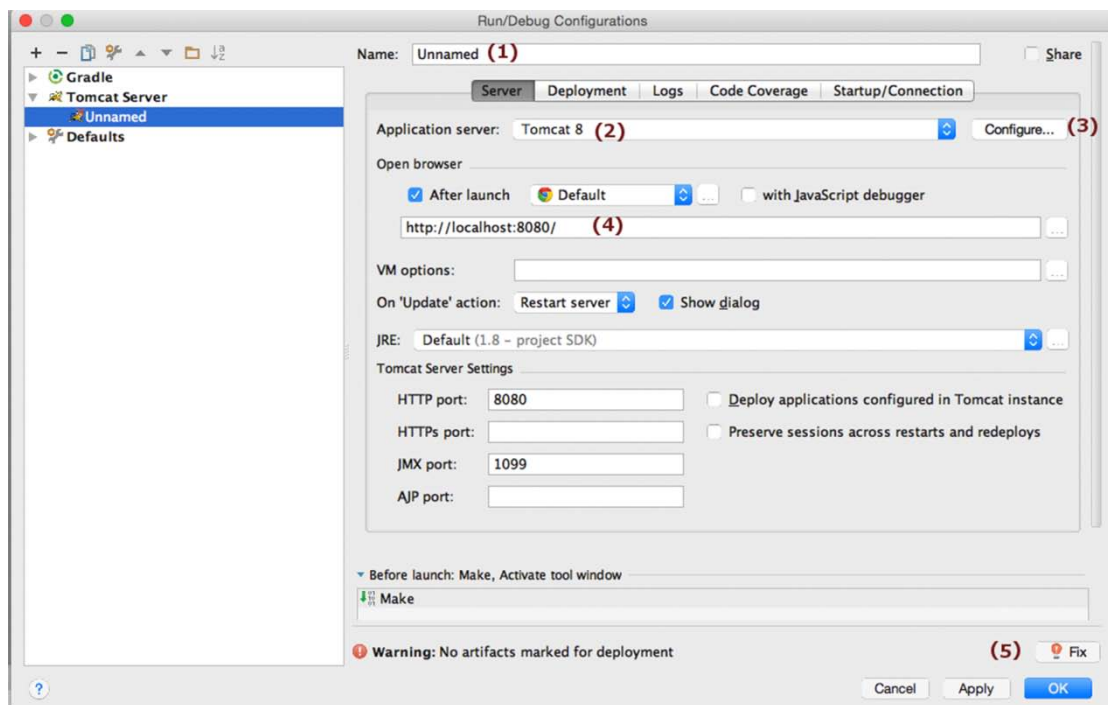 Run/Debug Configurations
Name: Unnamed (1) Share
Gradle
Tomcat Server
Unnamed
Defaults
Server Deployment Logs Code Coverage Startup/Connection
Application server: Tomcat 8 (2) Configure... (3)
Open browser
After launch Default ... with JavaScript debugger
http://localhost:8080/ (4) ...
VM options: ...
On 'Update' action: Restart server Show dialog
JRE: Default (1.8 – project SDK) ...
Tomcat Server Settings
HTTP port: 8080 Deploy applications configured in Tomcat instance
HTTPs port: Preserve sessions across restarts and redeploys
JMX port: 1099
AJP port:
Before launch: Make, Activate tool window
Make
Warning: No artifacts marked for deployment (5) Fix
? Cancel Apply OK